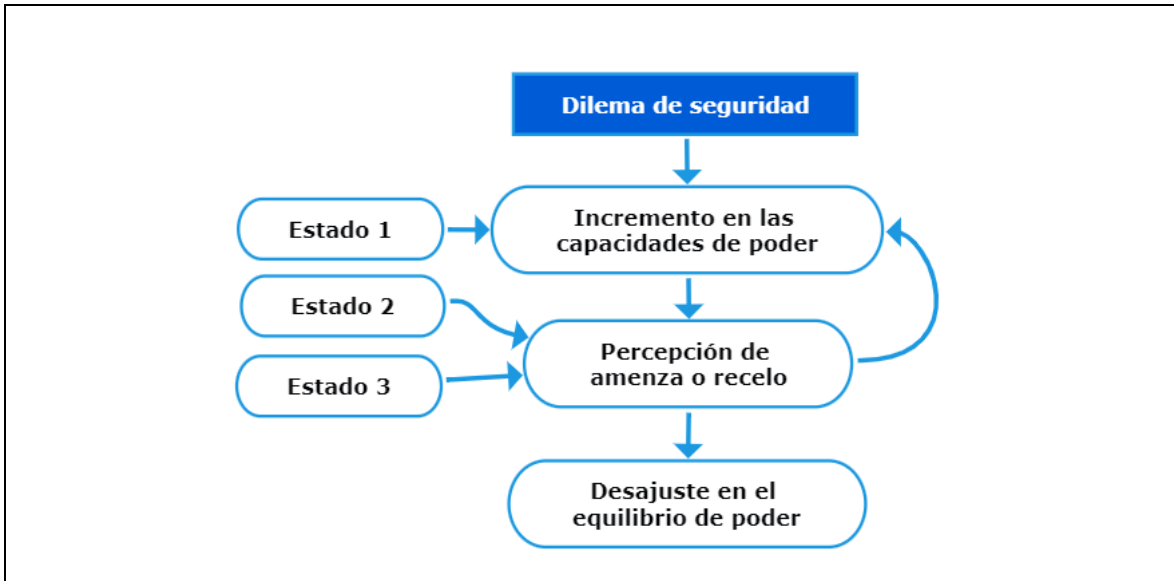 Dilema de seguridad
Estado 1
Incremento en las
capacidades de poder
Estado 2
Estado 3
Percepción de
amenza o recelo
Desajuste en el
equilibrio de poder